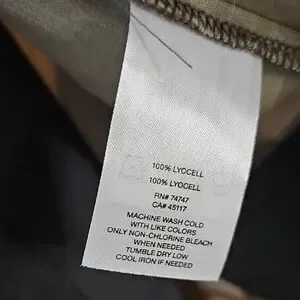 100% LYOCELL
100% LYOCELL
RN# 74747
CA# 45117
MACHINE WASH COLD
WITH LIKE COLORS
ONLY NON-CHLORINE BLEACH
WHEN NEEDED
TUMBLE DRY LOW
COOL IRON IF NEEDED